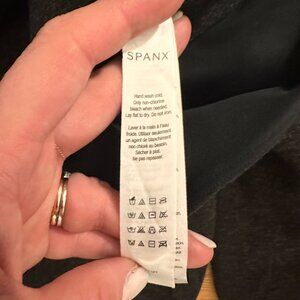 SPANX
Hand wash cold.
Only non-chlorine
bleach when needed.
Lay flat to dry. Do not iron.
Laver à la main à l'eau
froide. Utiliser seulement
un agent de blanchiment
non chloré au besoin.
Sécher à plat.
Ne pas repasser.